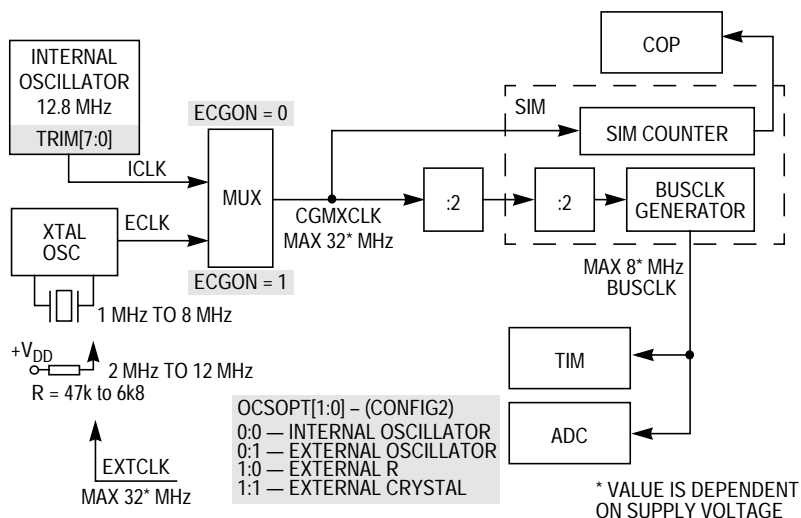 INTERNAL
OSCILLATOR
12.8 MHz
TRIM[7:0]
ICLK
ECLK
XTAL
OSC
1 MHz TO 8 MHz
+VDD
2 MHz TO 12 MHz
R = 47k to 6k8
EXTCLK
MAX 32* MHz
ECGON = 0
MUX
ECGON = 1
CGMXCLK
MAX 32* MHz
:2
SIM
:2
COP
SIM COUNTER
BUSCLK
GENERATOR
MAX 8* MHz
BUSCLK
TIM
ADC
OCSOPT[1:0] – (CONFIG2)
0:0 — INTERNAL OSCILLATOR
0:1 — EXTERNAL OSCILLATOR
1:0 — EXTERNAL R
1:1 — EXTERNAL CRYSTAL
* VALUE IS DEPENDENT
ON SUPPLY VOLTAGE